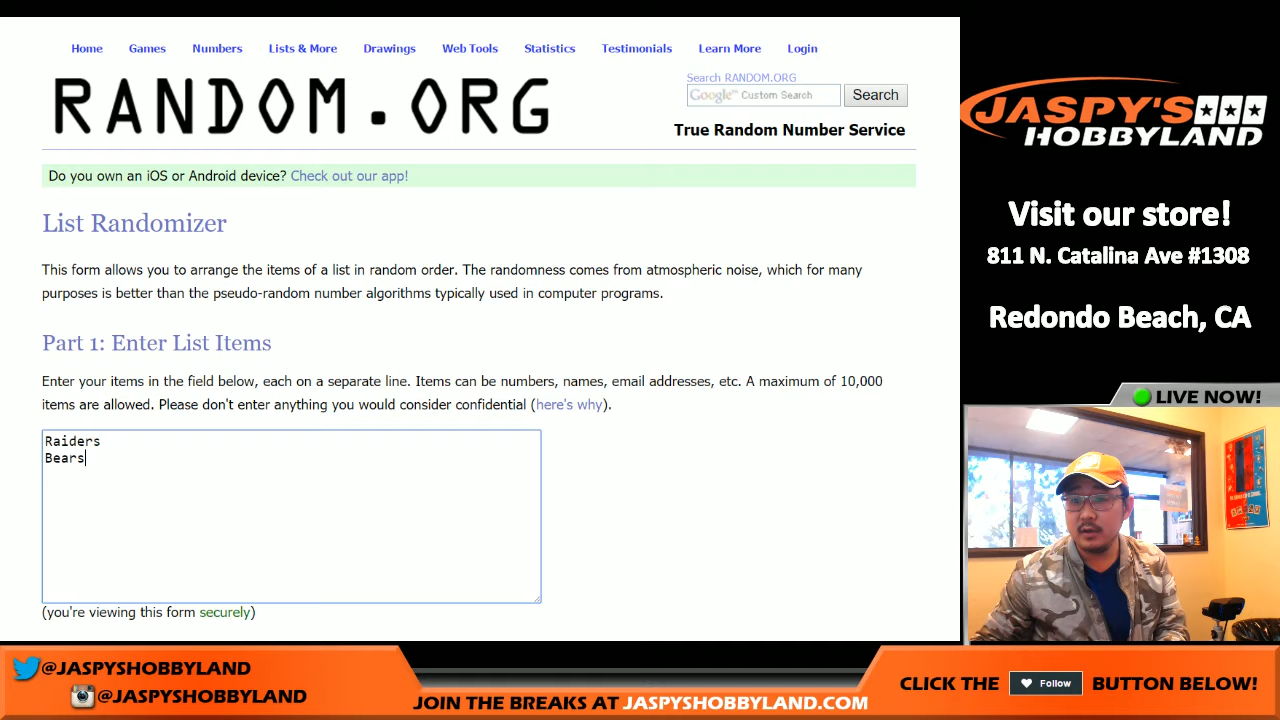 Home Games Numbers Lists & More Drawings Web Tools Statistics Testimonials Learn More Login
RANDOM.ORG
Search RANDOM.ORG
Google™ Custom Search Search
True Random Number Service
Do you own an iOS or Android device? Check out our app!
List Randomizer
This form allows you to arrange the items of a list in random order. The randomness comes from atmospheric noise, which for many
purposes is better than the pseudo-random number algorithms typically used in computer programs.
Part 1: Enter List Items
Enter your items in the field below, each on a separate line. Items can be numbers, names, email addresses, etc. A maximum of 10,000
items are allowed. Please don't enter anything you would consider confidential (here's why).
Raiders
Bears
(you're viewing this form securely)
JASPY'S
HOBBYLAND
Visit our store!
811 N. Catalina Ave #1308
Redondo Beach, CA
LIVE NOW!
@JASPYSHOBBYLAND
@JASPYSHOBBYLAND
JOIN THE BREAKS AT JASPYSHOBBYLAND.COM
CLICK THE Follow BUTTON BELOW!